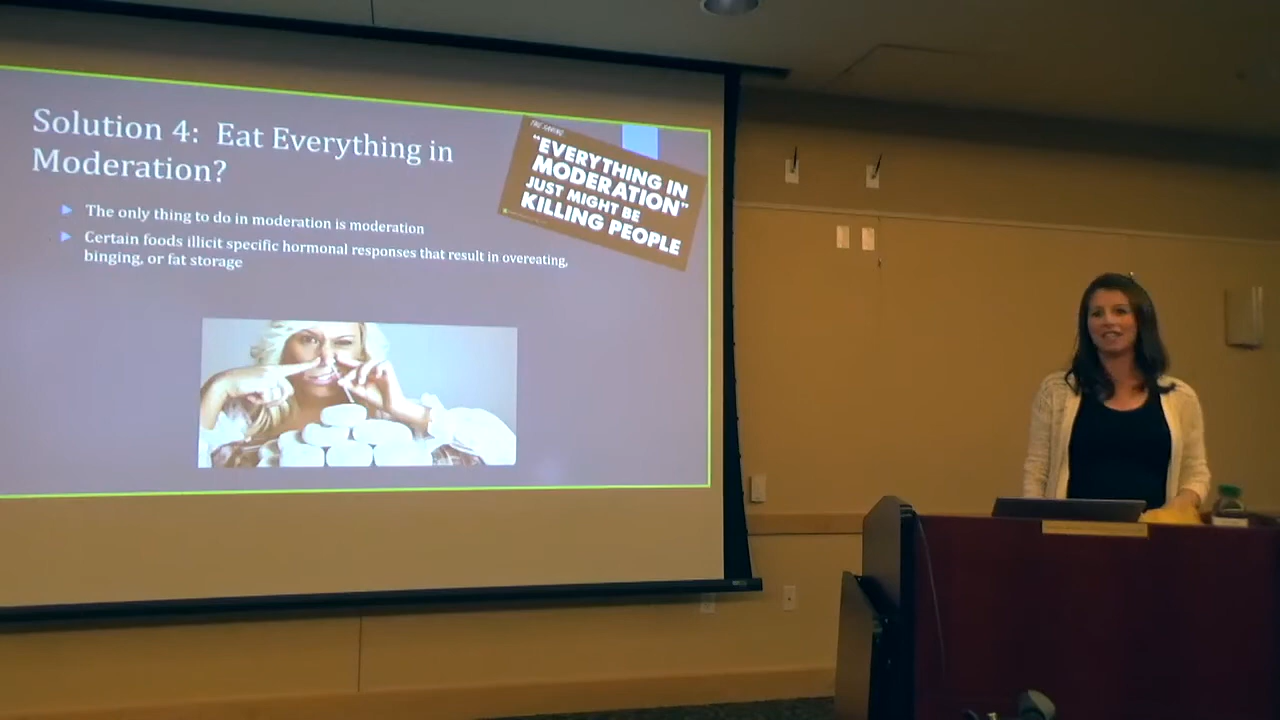 Solution 4: Eat Everything in
Moderation?
The only thing to do in moderation is moderation
Certain foods illicit specific hormonal responses that result in overeating,
binging, or fat storage
"EVERYTHING IN
MODERATION"
JUST MIGHT BE
KILLING PEOPLE